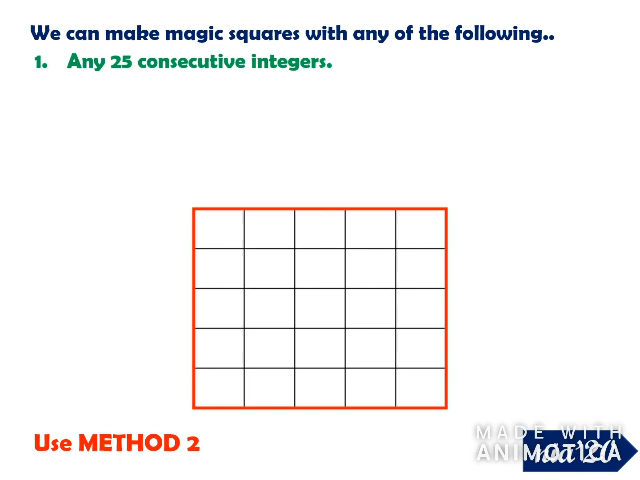 We can make magic squares with any of the following..
1. Any 25 consecutive integers.
Use METHOD 2
MADE WITH
ANIMOTICA